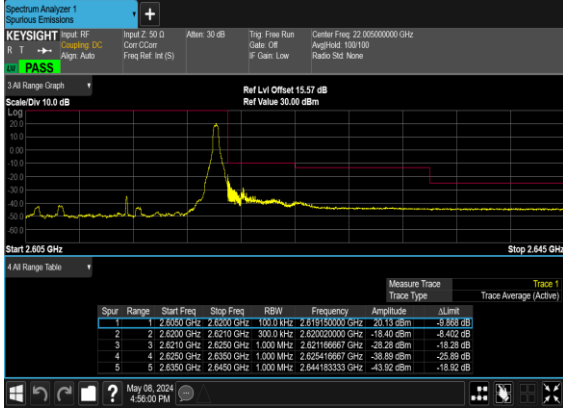 Spectrum Analyzer 1
Spurious Emissions
+
KEYSIGHT Input: RF Input Z: 50 Ω Atten: 30 dB Trig: Free Run Center Freq: 22.005000000 GHz
R T Coupling: DC Corr CCorr Gate: Off Avg|Hold: 100/100
Align: Auto Freq Ref: Int (S) IF Gain: Low Radio Std: None
LXI PASS
3 All Range Graph
Ref Lvl Offset 15.57 dB
Scale/Div 10.0 dB Ref Value 30.00 dBm
Log
20.0
10.0
0.00
-10.0
-20.0
-30.0
-40.0
-50.0
-60.0
Start 2.605 GHz Stop 2.645 GHz
4 All Range Table
Measure Trace Trace 1
Trace Type Trace Average (Active)
Spur Range Start Freq Stop Freq RBW Frequency Amplitude ΔLimit
1 1 2.6050 GHz 2.6200 GHz 100.0 kHz 2.619150000 GHz 20.13 dBm -9.868 dB
2 2 2.6200 GHz 2.6210 GHz 300.0 kHz 2.620020000 GHz -18.40 dBm -8.402 dB
3 3 2.6210 GHz 2.6250 GHz 1.000 MHz 2.621166667 GHz -28.28 dBm -18.28 dB
4 4 2.6250 GHz 2.6350 GHz 1.000 MHz 2.625416667 GHz -38.89 dBm -25.89 dB
5 5 2.6350 GHz 2.6450 GHz 1.000 MHz 2.644183333 GHz -43.92 dBm -18.92 dB
?
May 08, 2024
4:56:00 PM